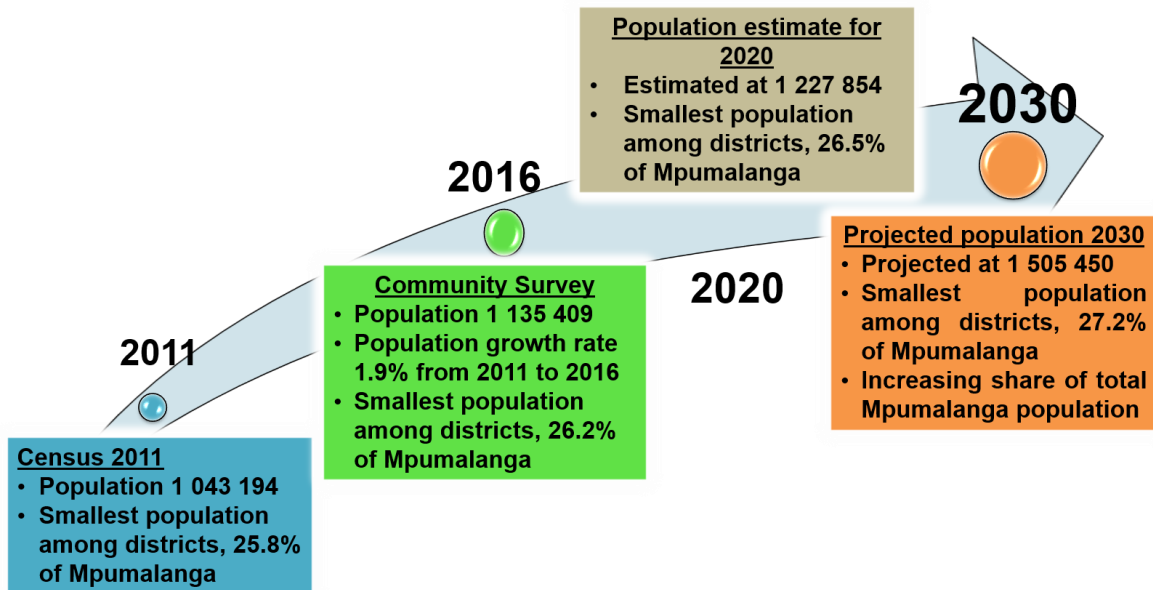 2011
Census 2011
• Population 1 043 194
• Smallest population
among districts, 25.8%
of Mpumalanga
2016
Community Survey
• Population 1 135 409
• Population growth rate
1.9% from 2011 to 2016
• Smallest population
among districts, 26.2%
of Mpumalanga
Population estimate for
2020
• Estimated at 1 227 854
• Smallest population
among districts, 26.5%
of Mpumalanga
2020
2030
Projected population 2030
• Projected at 1 505 450
• Smallest population
among districts, 27.2%
of Mpumalanga
• Increasing share of total
Mpumalanga population